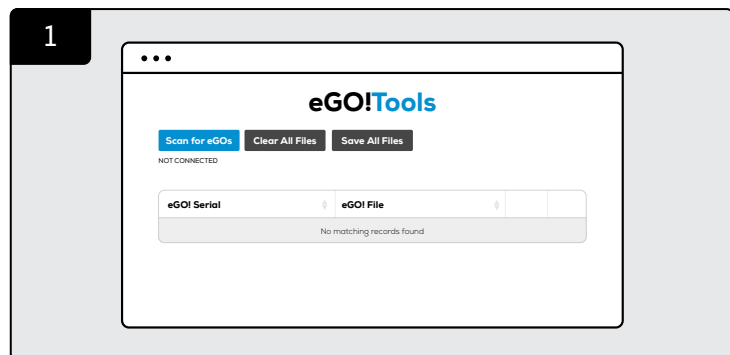 1
eGO!Tools
Scan for eGOs Clear All Files Save All Files
NOT CONNECTED
eGO! Serial eGO! File
No matching records found